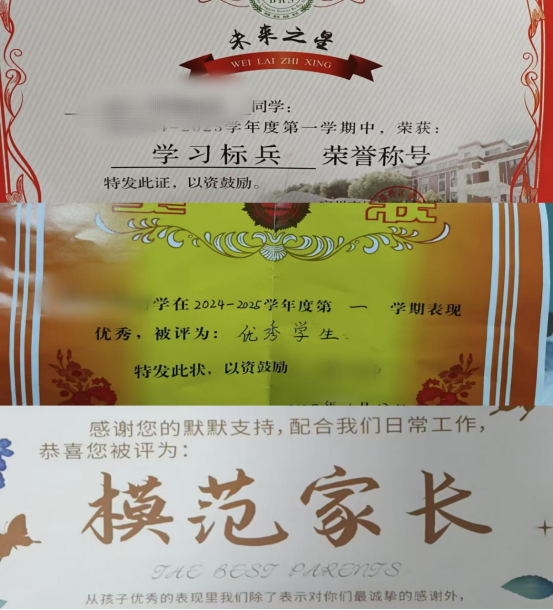 未来之星
WEI LAI ZHI XING
同学：
-2025学年度第一学期中，荣获：
学习标兵 荣誉称号
特发此证，以资鼓励。
学在2024-2025学年度第 一 学期表现
优秀，被评为：优秀学生
特发此状，以资鼓励
感谢您的默默支持，配合我们日常工作，
恭喜您被评为：
模范家长
THE BEST PARENTS
从孩子优秀的表现里我们除了表示对你们最诚挚的感谢外，